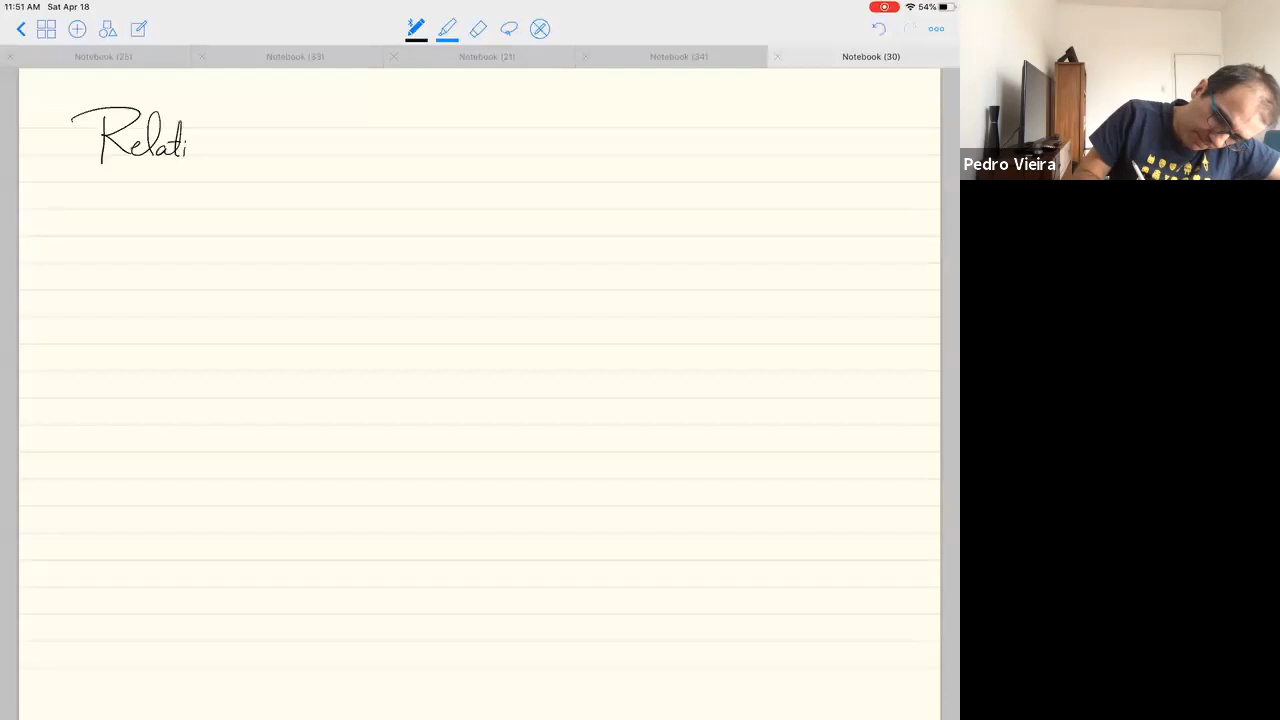 11:51 AM Sat Apr 18 54%
Notebook (25) Notebook (33) Notebook (21) Notebook (34) Notebook (30)
Relati
Pedro Vieira